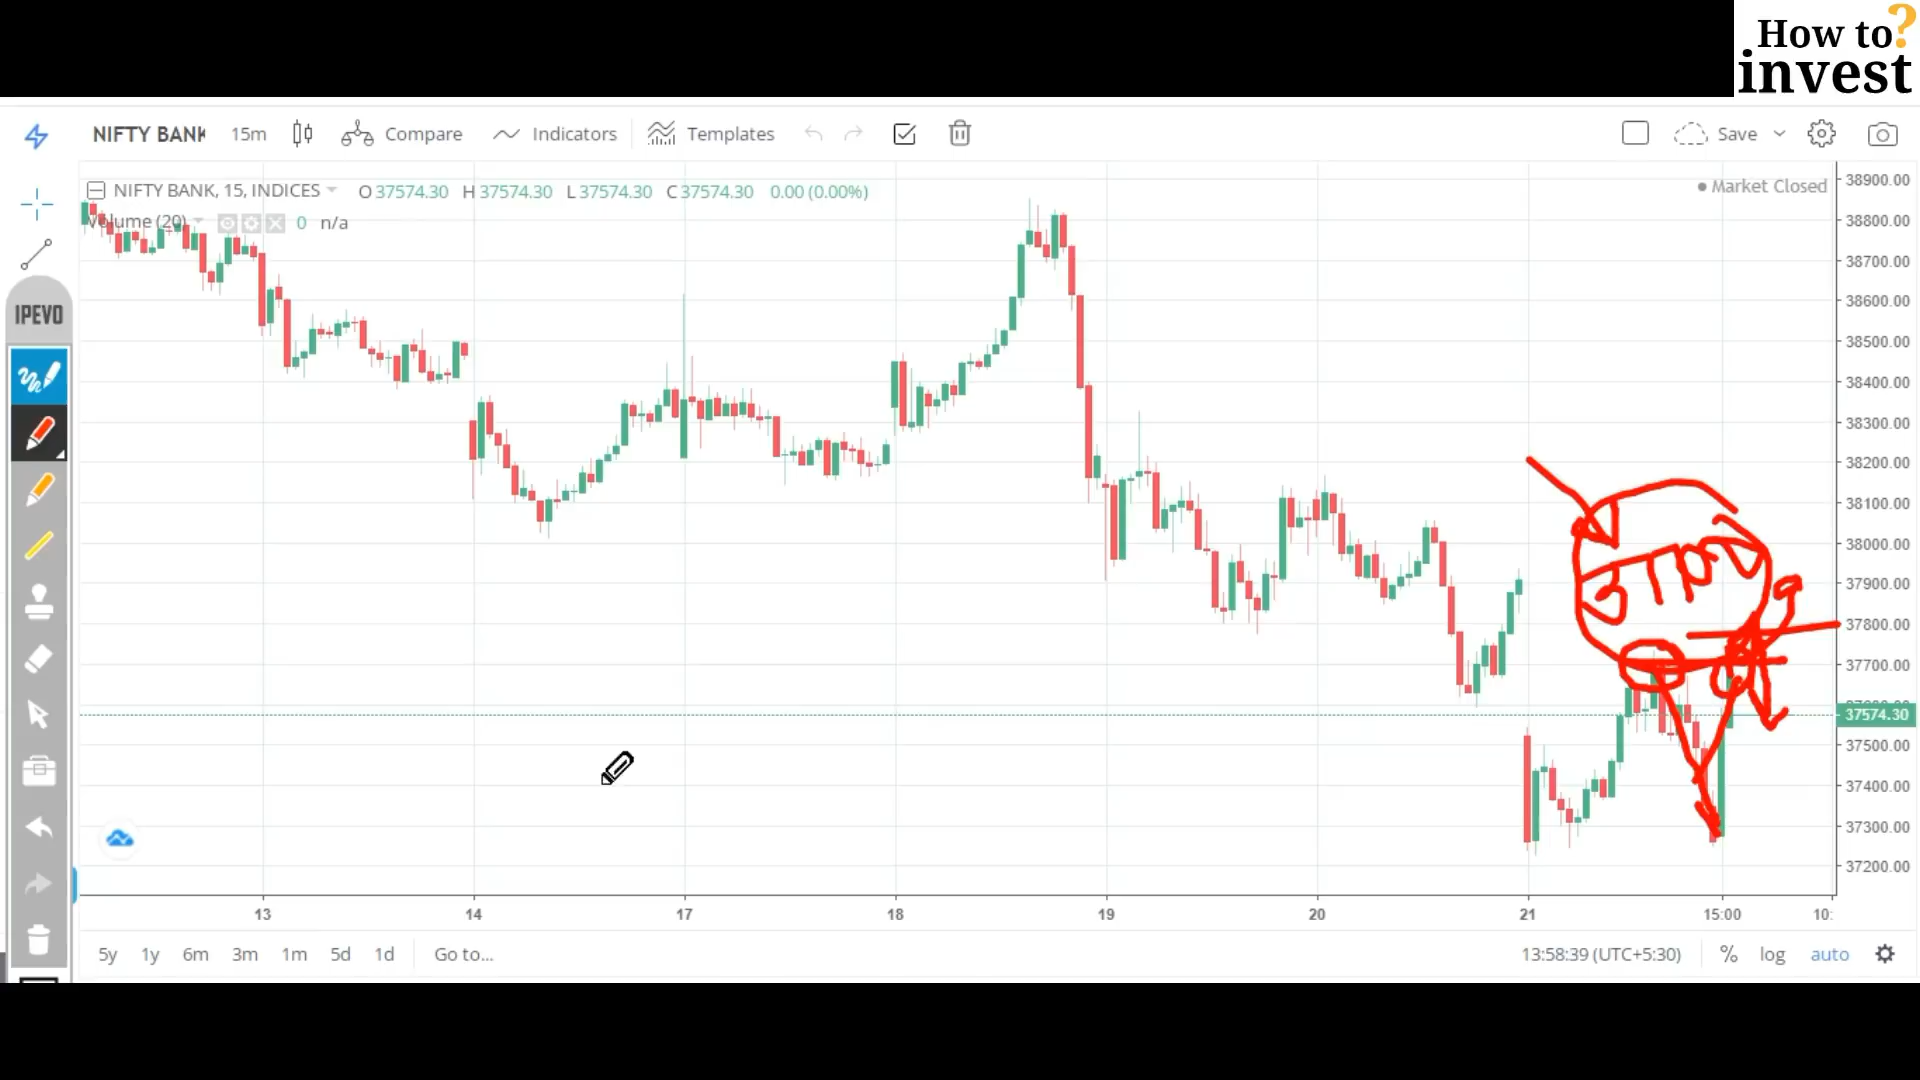 How to?
invest
NIFTY BANK 15m Compare Indicators Templates Save
NIFTY BANK, 15, INDICES O 37574.30 H 37574.30 L 37574.30 C 37574.30 0.00 (0.00%)
Market Closed
Volume (20) 0 n/a
IPEVO
38900.00
38800.00
38700.00
38600.00
38500.00
38400.00
38300.00
38200.00
38100.00
38000.00
37900.00
37800.00
37700.00
37574.30
37500.00
37400.00
37300.00
37200.00
13 14 17 18 19 20 21 15:00 10:
5y 1y 6m 3m 1m 5d 1d Go to... 13:58:39 (UTC+5:30) % log auto